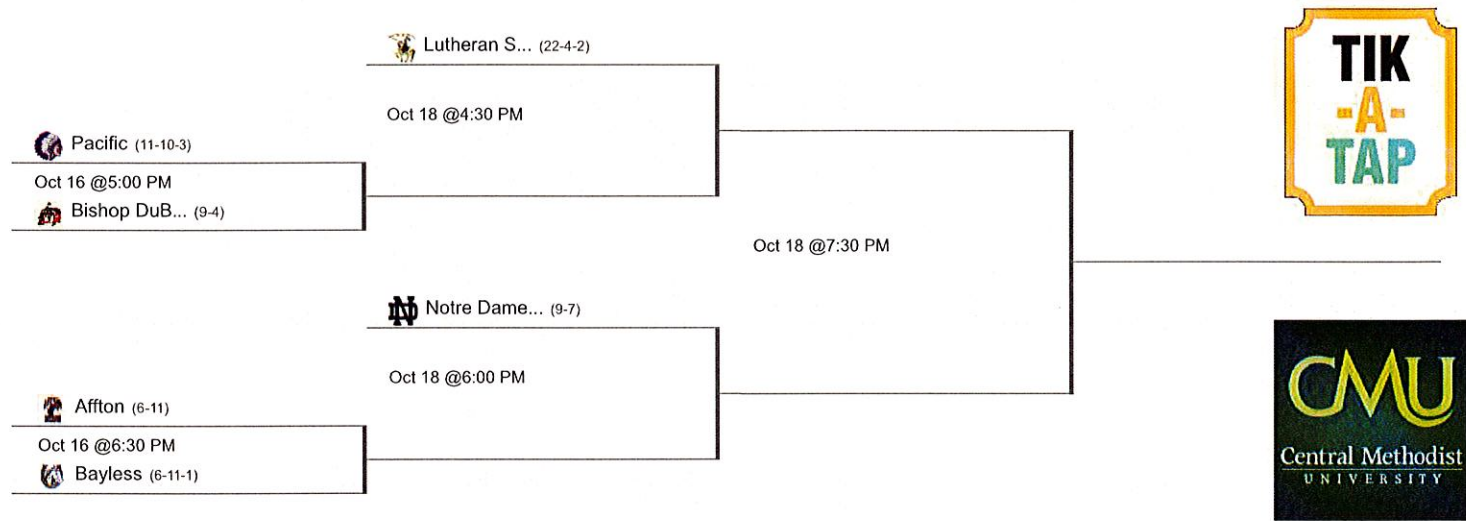 Lutheran S... (22-4-2)
Oct 18 @4:30 PM
Pacific (11-10-3)
Oct 16 @5:00 PM
Bishop DuB... (9-4)
Oct 18 @7:30 PM
Notre Dame... (9-7)
Oct 18 @6:00 PM
Affton (6-11)
Oct 16 @6:30 PM
Bayless (6-11-1)
TIK
-A-
TAP
CMU
Central Methodist
UNIVERSITY